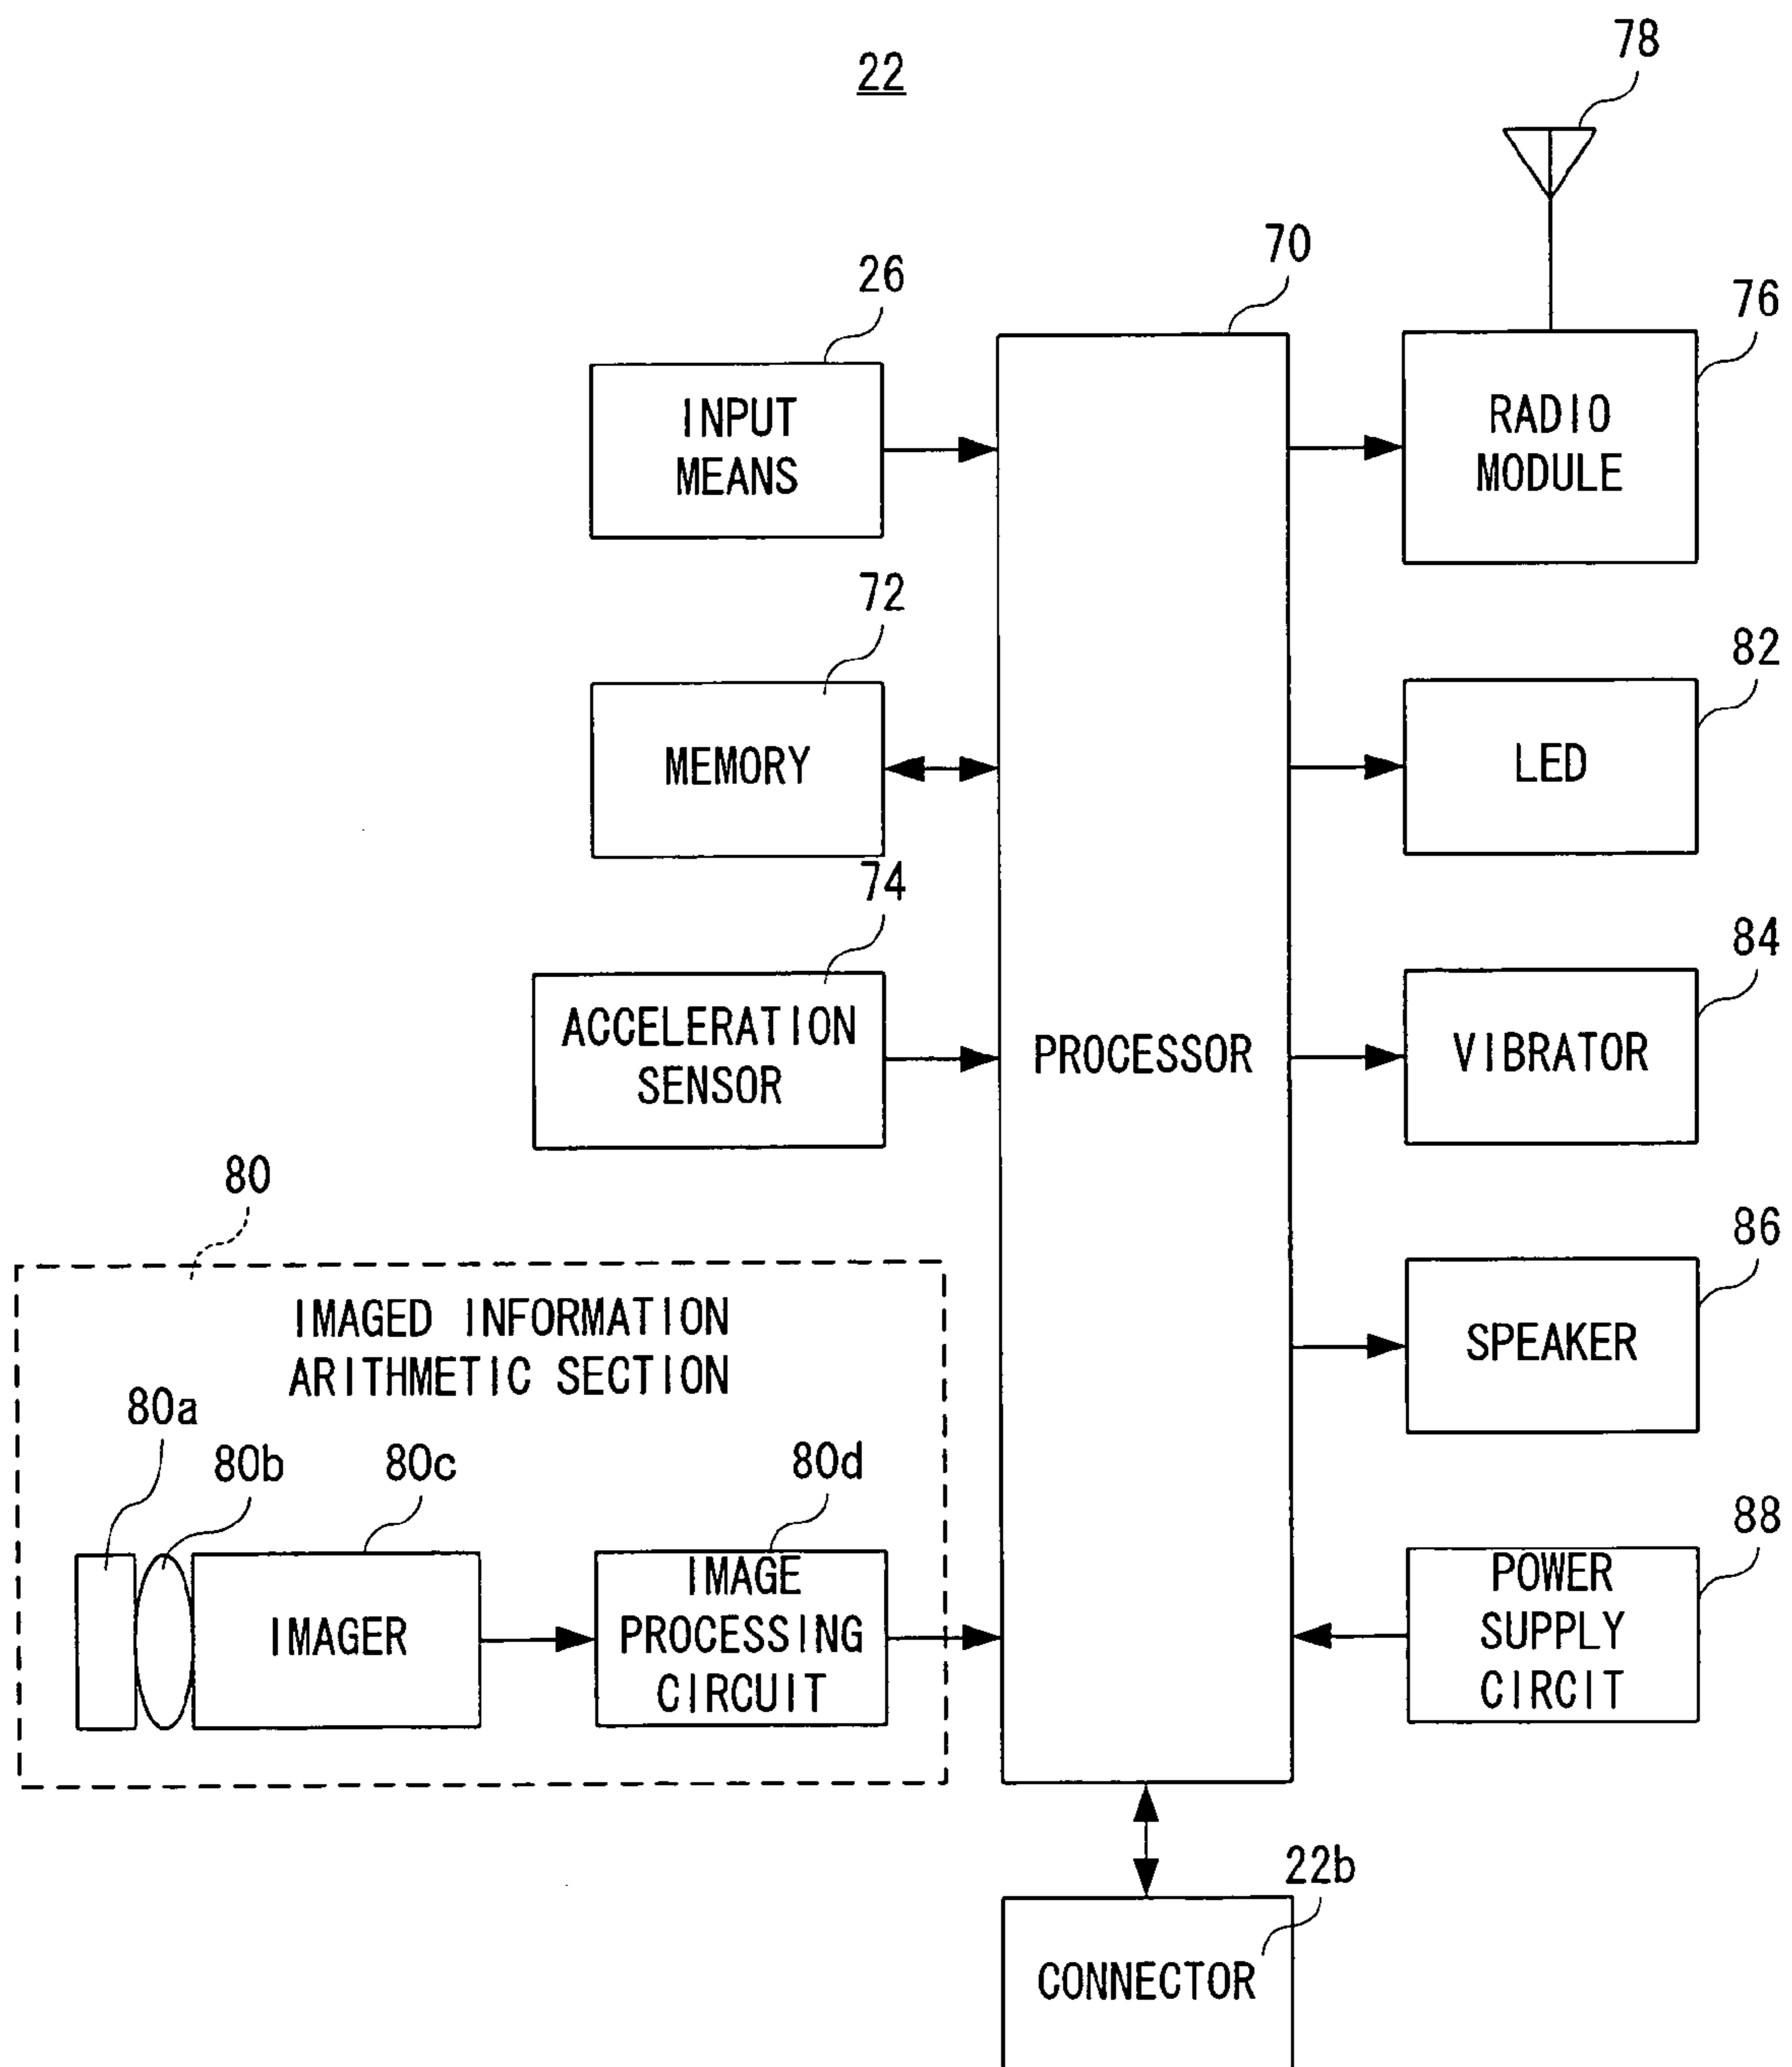 22
78
70
26
76
INPUT
MEANS
RADIO
MODULE
72
82
MEMORY
LED
74
84
ACCELERATION
SENSOR
PROCESSOR
VIBRATOR
80
86
IMAGED INFORMATION
ARITHMETIC SECTION
SPEAKER
80a
80b
80c
80d
88
IMAGER
IMAGE
PROCESSING
CIRCUIT
POWER
SUPPLY
CIRCIT
22b
CONNECTOR